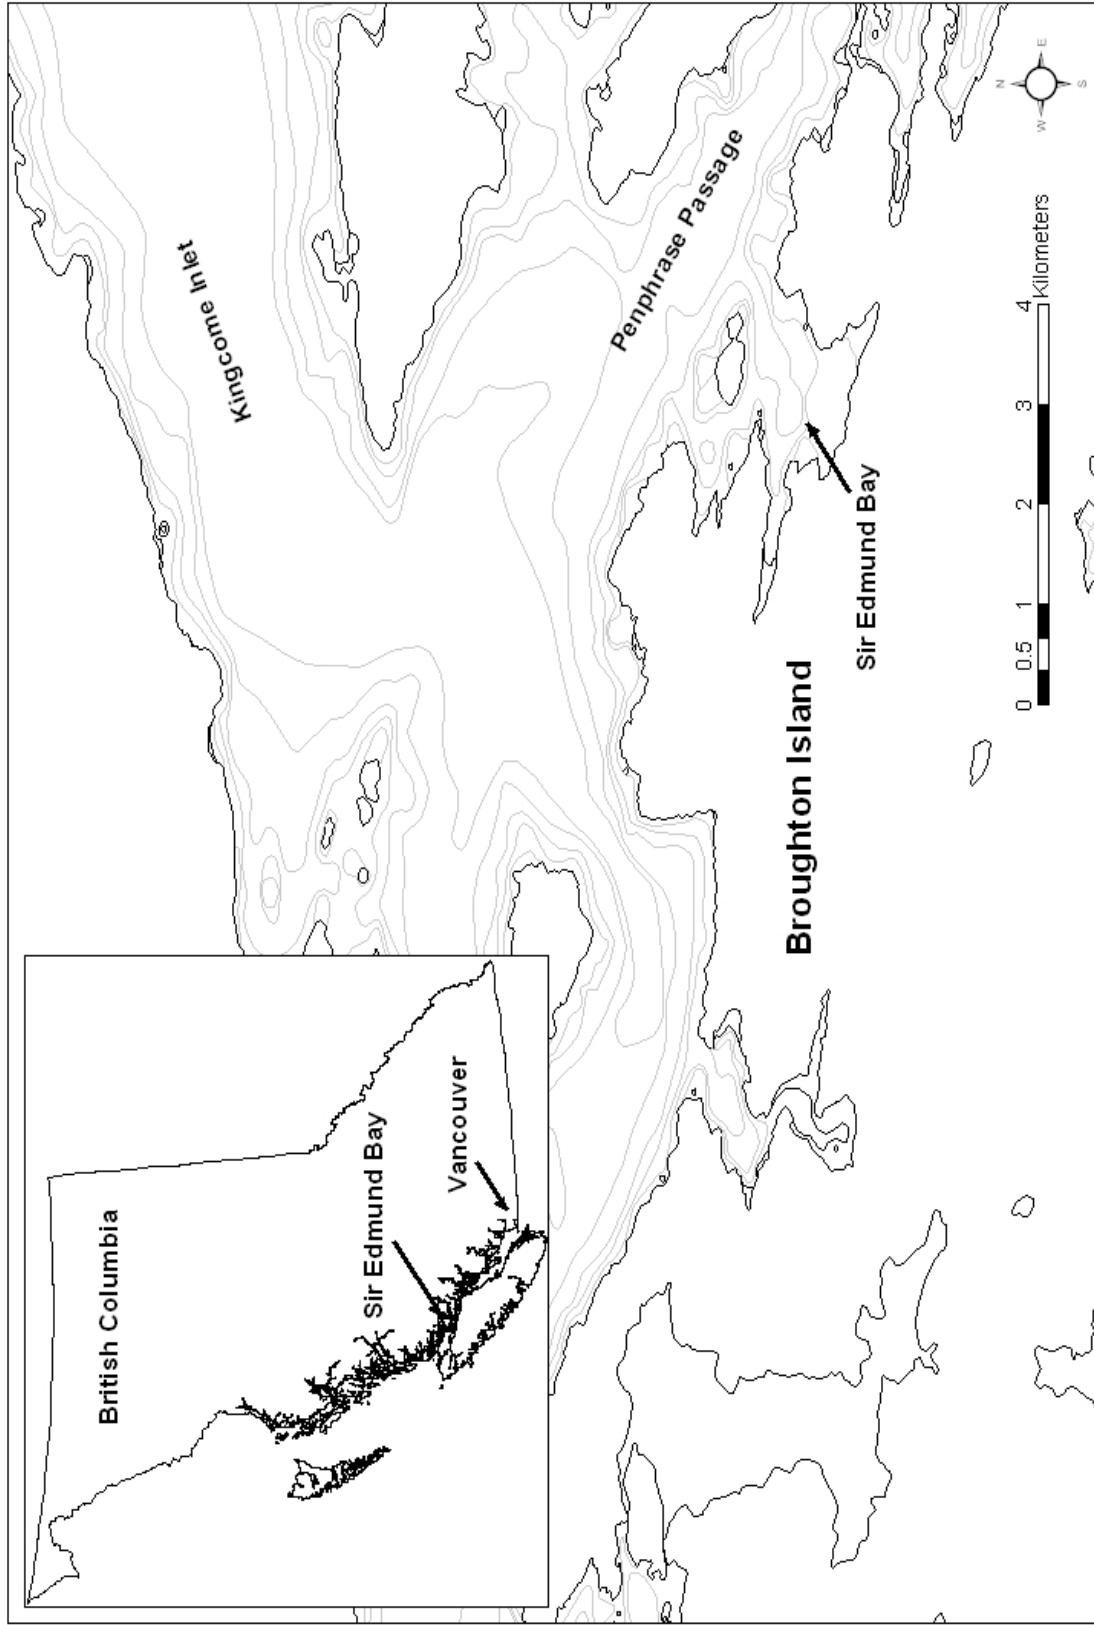 British Columbia
Sir Edmund Bay
Vancouver
Kingcome Inlet
Penphrase Passage
Sir Edmund Bay
Broughton Island
0 0.5 1 2 3 4
Kilometers
N
W E
S